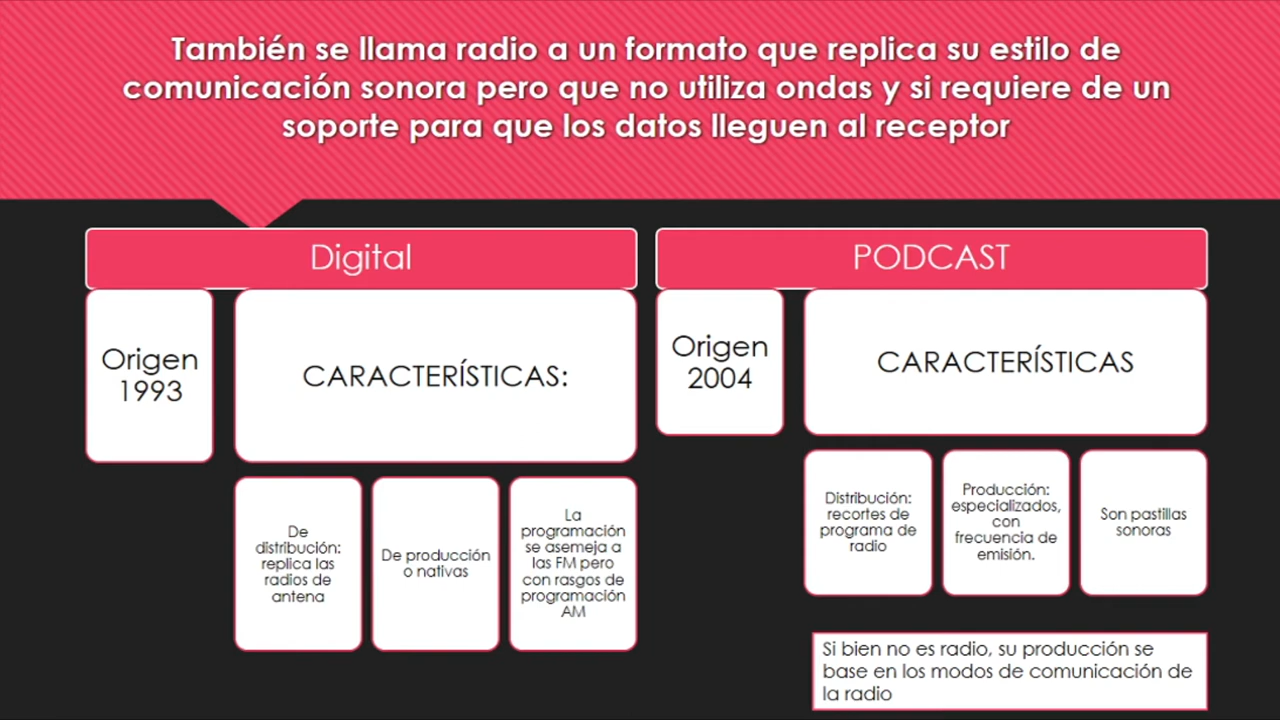 También se llama radio a un formato que replica su estilo de
comunicación sonora pero que no utiliza ondas y si requiere de un
soporte para que los datos lleguen al receptor
Digital
Origen
1993
CARACTERÍSTICAS:
De
distribución:
replica las
radios de
antena
De producción
o nativas
La
programación
se asemeja a
las FM pero
con rasgos de
programación
AM
PODCAST
Origen
2004
CARACTERÍSTICAS
Distribución:
recortes de
programa de
radio
Producción:
especializados,
con
frecuencia de
emisión.
Son pastillas
sonoras
Si bien no es radio, su producción se
base en los modos de comunicación de
la radio